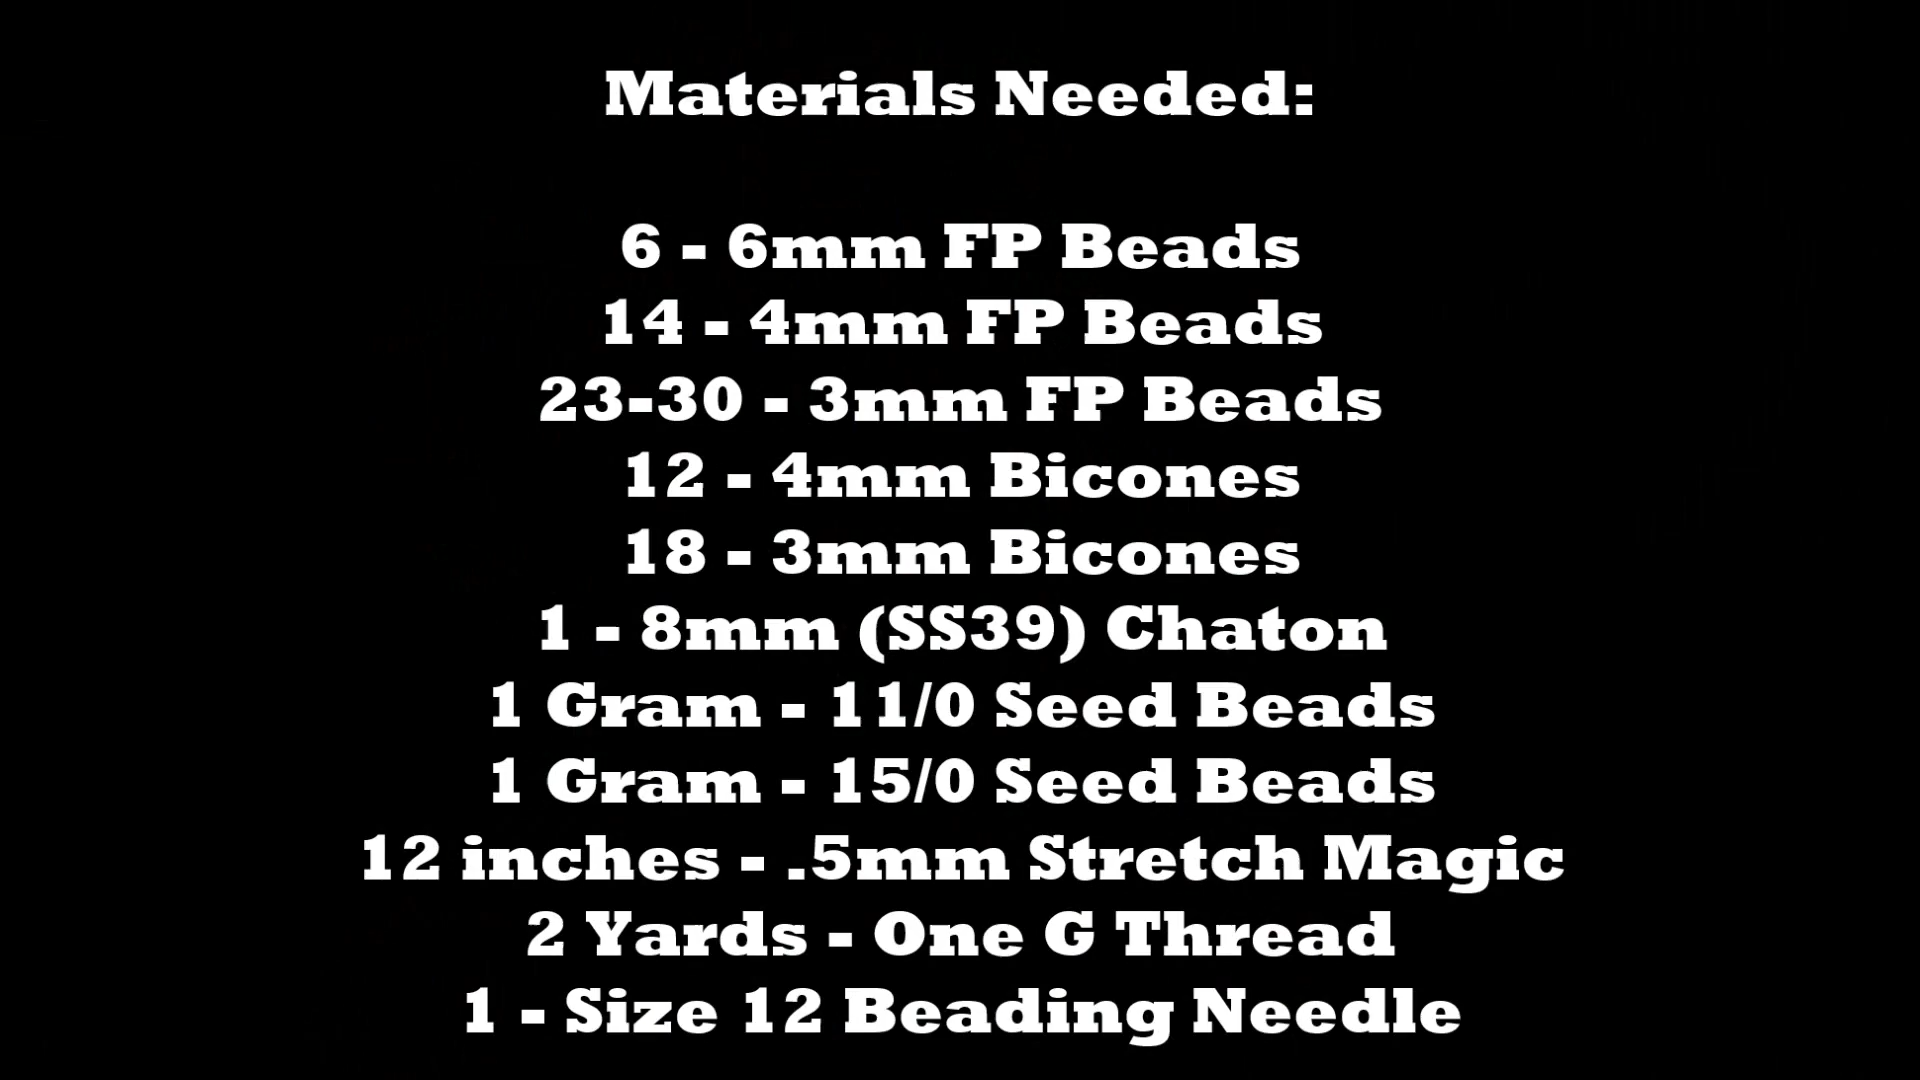 Materials Needed:
6 - 6mm FP Beads
14 - 4mm FP Beads
23-30 - 3mm FP Beads
12 - 4mm Bicones
18 - 3mm Bicones
1 - 8mm (SS39) Chaton
1 Gram - 11/0 Seed Beads
1 Gram - 15/0 Seed Beads
12 inches - .5mm Stretch Magic
2 Yards - One G Thread
1 - Size 12 Beading Needle